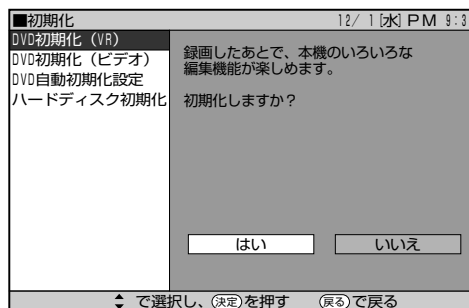 ■初期化 12/ 1 [水] PM 9:3
DVD初期化（VR）
DVD初期化（ビデオ）
DVD自動初期化設定
ハードディスク初期化
録画したあとで、本機のいろいろな
編集機能が楽しめます。
初期化しますか？
はい いいえ
で選択し、決定を押す 戻るで戻る